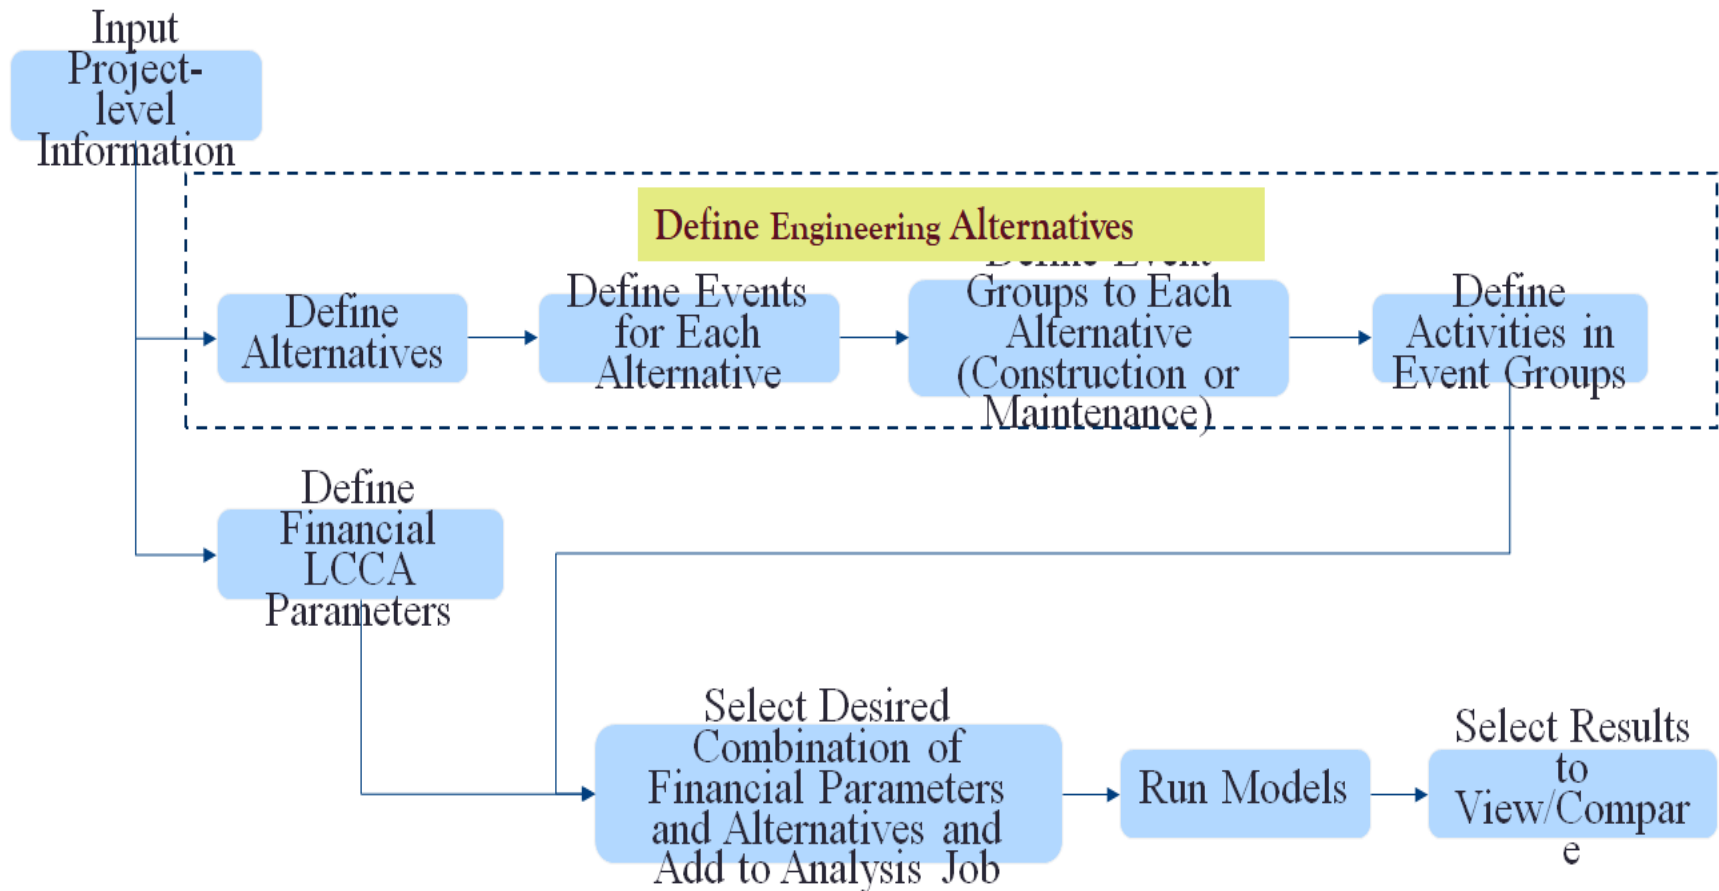 Input
Project-
level
Information
Define Engineering Alternatives
Define
Alternatives
Define Events
for Each
Alternative
Define Event
Groups to Each
Alternative
(Construction or
Maintenance)
Define
Activities in
Event Groups
Define
Financial
LCCA
Parameters
Select Desired
Combination of
Financial Parameters
and Alternatives and
Add to Analysis Job
Run Models
Select Results
to
View/Compar
e